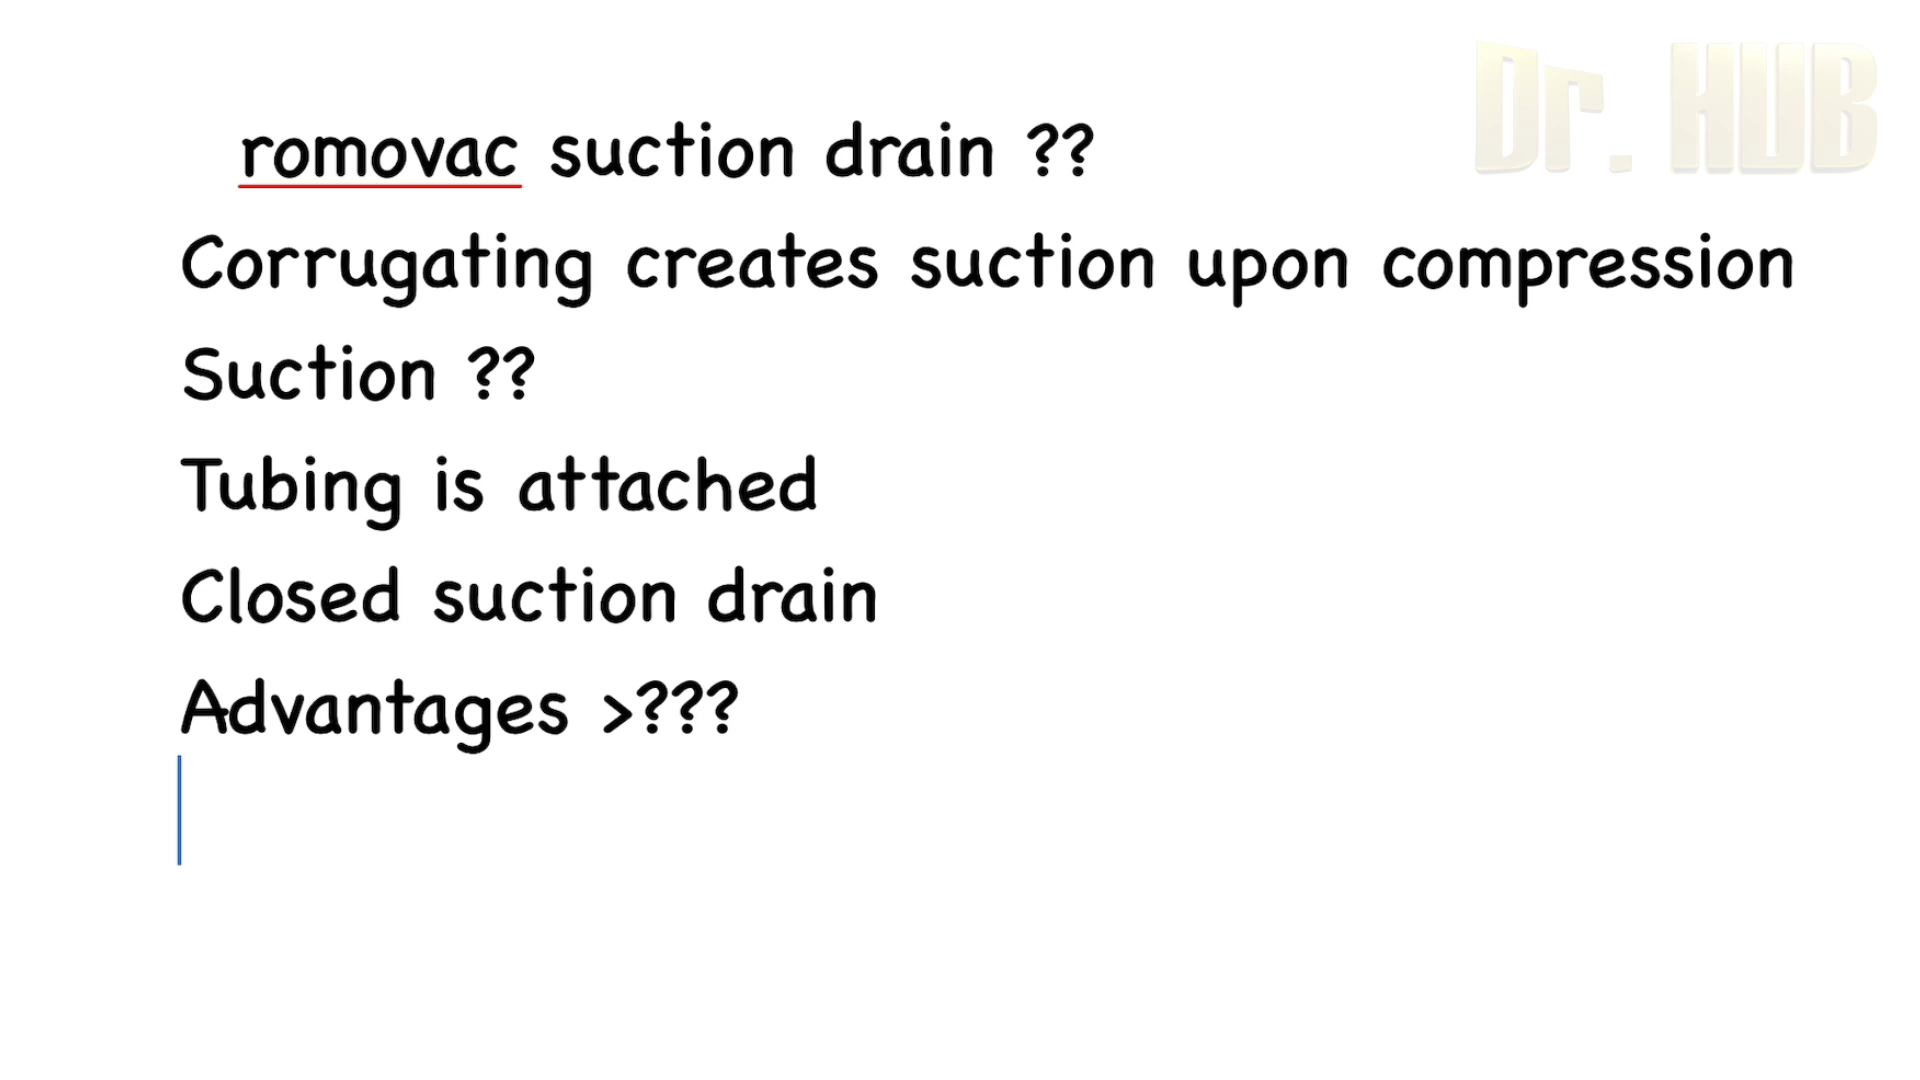 Dr. HUB
romovac suction drain ??
Corrugating creates suction upon compression
Suction ??
Tubing is attached
Closed suction drain
Advantages >???